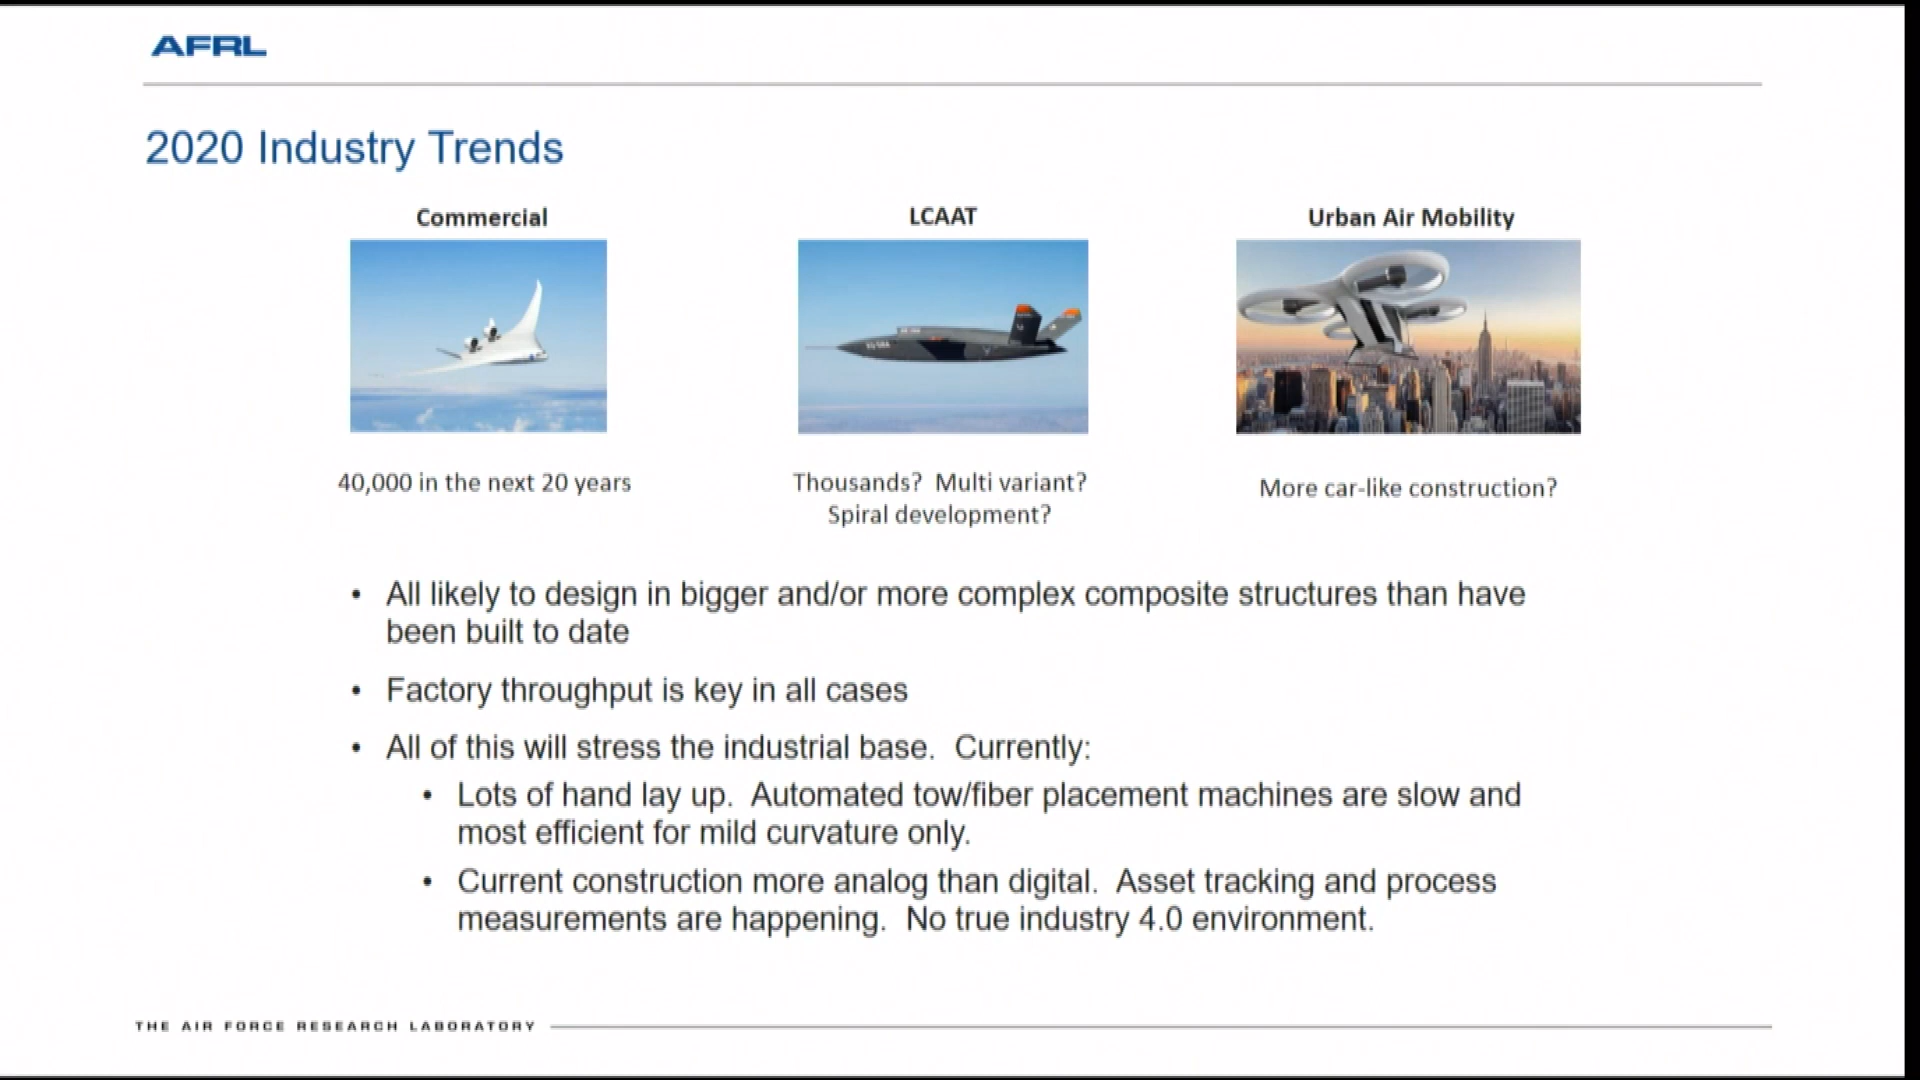 AFRL
2020 Industry Trends
Commercial
LCAAT
Urban Air Mobility
40,000 in the next 20 years
Thousands?  Multi variant?
Spiral development?
More car-like construction?
• All likely to design in bigger and/or more complex composite structures than have
been built to date
• Factory throughput is key in all cases
• All of this will stress the industrial base.  Currently:
• Lots of hand lay up.  Automated tow/fiber placement machines are slow and
most efficient for mild curvature only.
• Current construction more analog than digital.  Asset tracking and process
measurements are happening.  No true industry 4.0 environment.
THE AIR FORCE RESEARCH LABORATORY